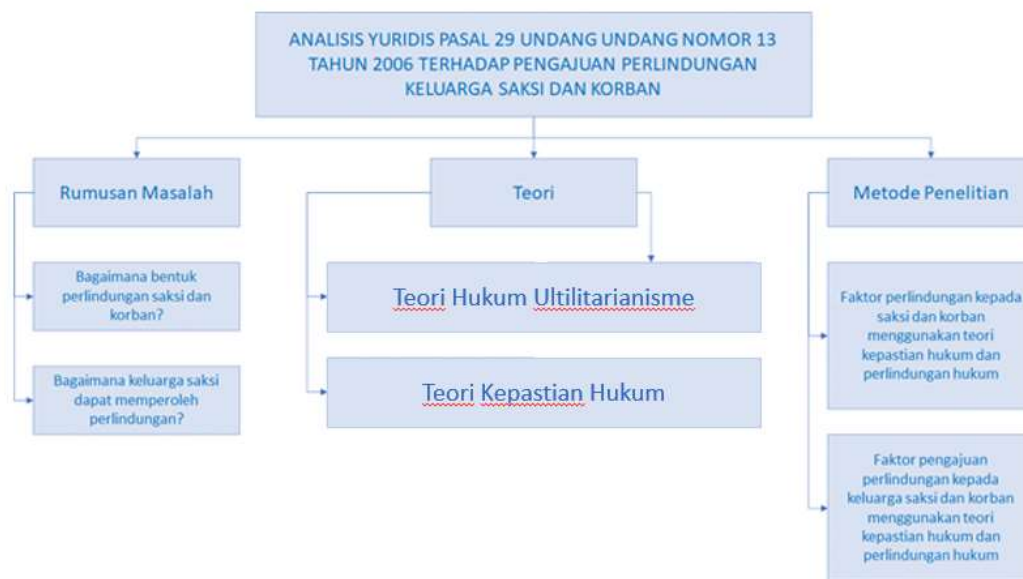 ANALISIS YURIDIS PASAL 29 UNDANG UNDANG NOMOR 13
TAHUN 2006 TERHADAP PENGAJUAN PERLINDUNGAN
KELUARGA SAKSI DAN KORBAN
Rumusan Masalah
Bagaimana bentuk
perlindungan saksi dan
korban?
Bagaimana keluarga saksi
dapat memperoleh
perlindungan?
Teori
Teori Hukum Ultilitarianisme
Teori Kepastian Hukum
Metode Penelitian
Faktor perlindungan kepada
saksi dan korban
menggunakan teori
kepastian hukum dan
perlindungan hukum
Faktor pengajuan
perlindungan kepada
keluarga saksi dan korban
menggunakan teori
kepastian hukum dan
perlindungan hukum